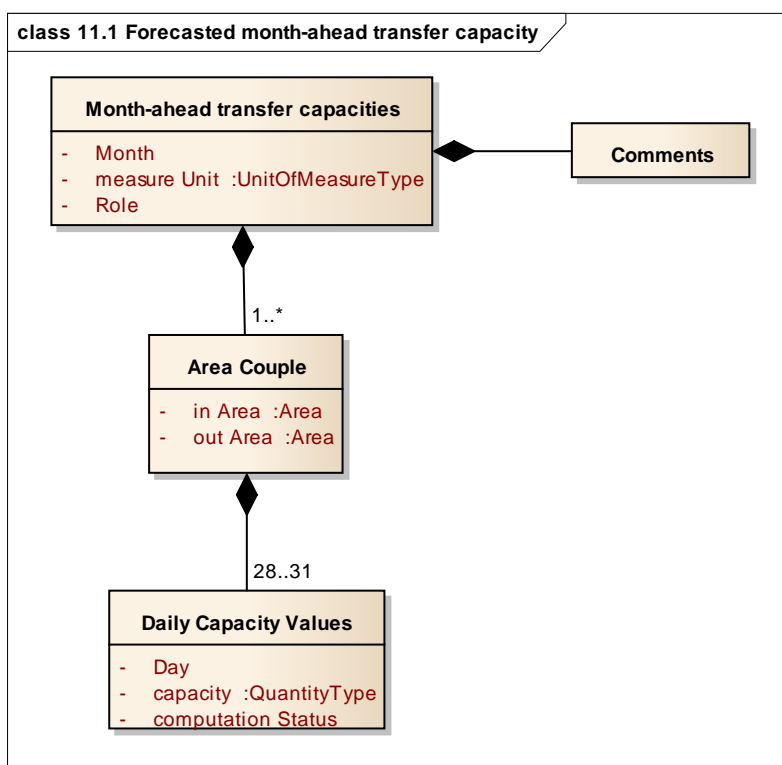 class 11.1 Forecasted month-ahead transfer capacity
Month-ahead transfer capacities
- Month
- measure Unit :UnitOfMeasureType
- Role
Comments
1..*
Area Couple
- in Area :Area
- out Area :Area
28..31
Daily Capacity Values
- Day
- capacity :QuantityType
- computation Status